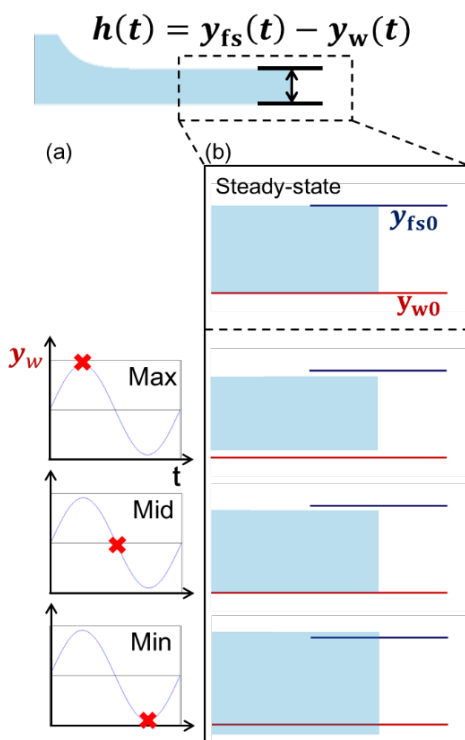 h(t) = y_fs(t) − y_w(t)
(a)
(b)
Steady-state
y_fs0
y_w0
y_w
Max
t
Mid
Min